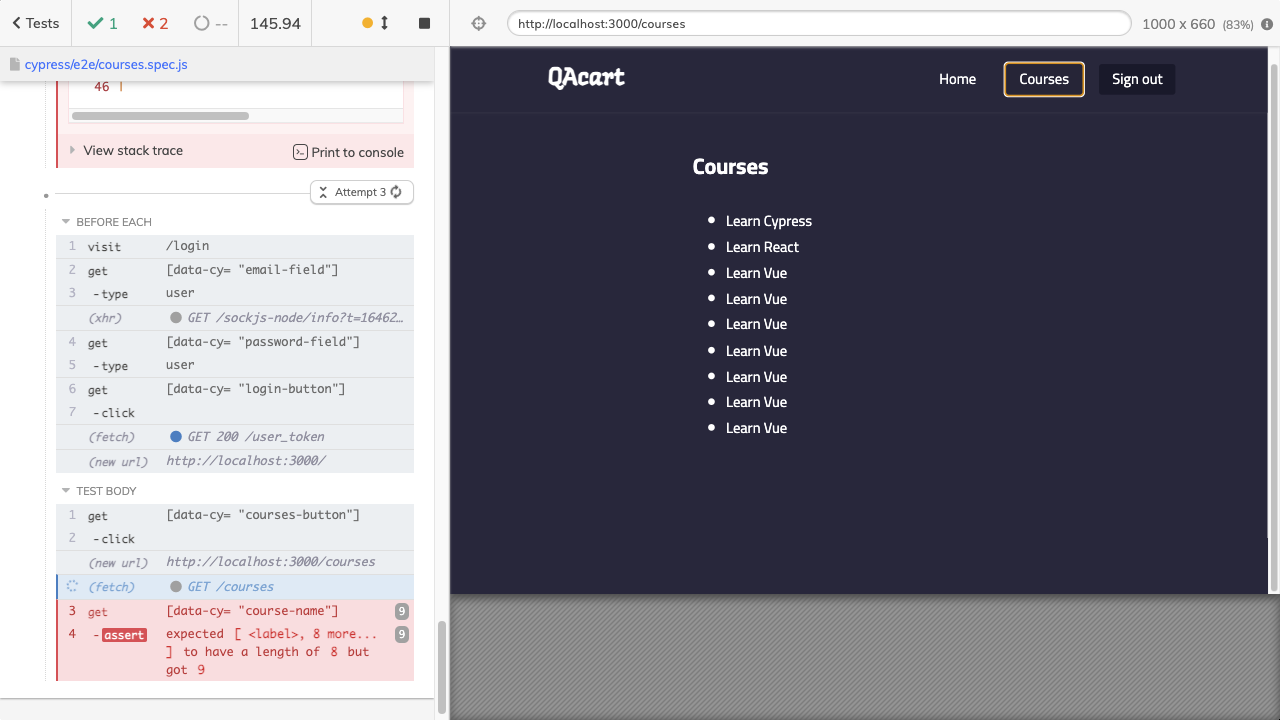 Tests
1
2
--
145.94
http://localhost:3000/courses
1000 x 660 (83%)
cypress/e2e/courses.spec.js
46 |
View stack trace
Print to console
Attempt 3
BEFORE EACH
1 visit /login
2 get [data-cy= "email-field"]
3 -type user
(xhr) GET /sockjs-node/info?t=16462…
4 get [data-cy= "password-field"]
5 -type user
6 get [data-cy= "login-button"]
7 -click
(fetch) GET 200 /user_token
(new url) http://localhost:3000/
TEST BODY
1 get [data-cy= "courses-button"]
2 -click
(new url) http://localhost:3000/courses
(fetch) GET /courses
3 get [data-cy= "course-name"] 9
4 -assert expected [ <label>, 8 more... 9
] to have a length of 8 but
got 9
QAcart
Home
Courses
Sign out
Courses
Learn Cypress
Learn React
Learn Vue
Learn Vue
Learn Vue
Learn Vue
Learn Vue
Learn Vue
Learn Vue